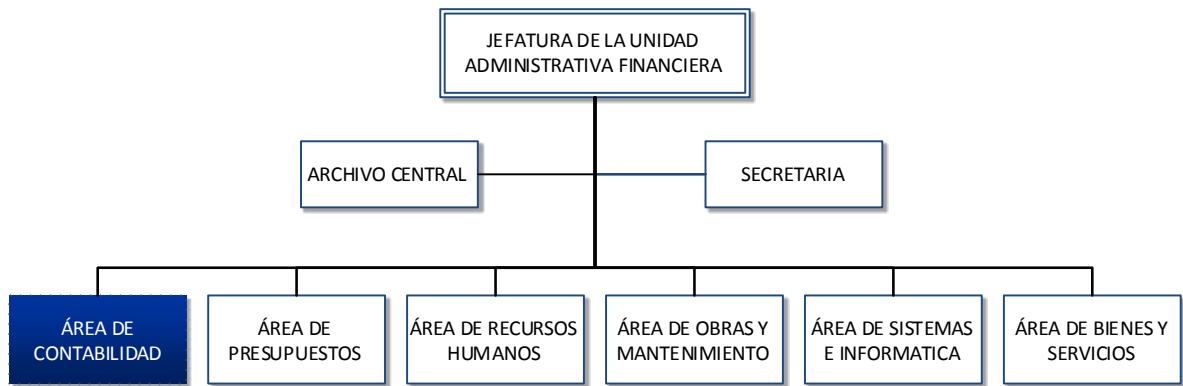 JEFATURA DE LA UNIDAD
ADMINISTRATIVA FINANCIERA
ARCHIVO CENTRAL
SECRETARIA
ÁREA DE
CONTABILIDAD
ÁREA DE
PRESUPUESTOS
ÁREA DE RECURSOS
HUMANOS
ÁREA DE OBRAS Y
MANTENIMIENTO
ÁREA DE SISTEMAS
E INFORMATICA
ÁREA DE BIENES Y
SERVICIOS